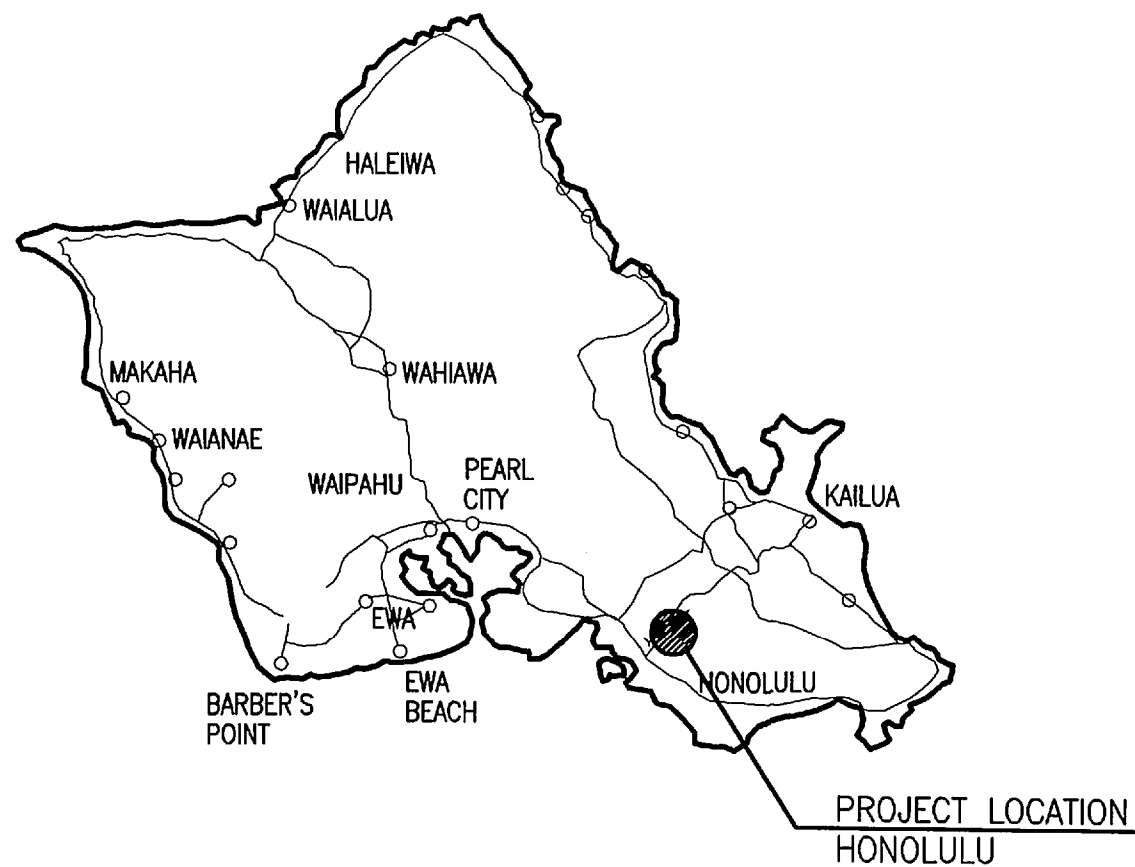 HALEIWA
WAIALUA
MAKAHA
WAHIAWA
WAIANAE
WAIPAHU
PEARL
CITY
KAILUA
EWA
HONOLULU
BARBER'S
POINT
EWA
BEACH
PROJECT LOCATION
HONOLULU